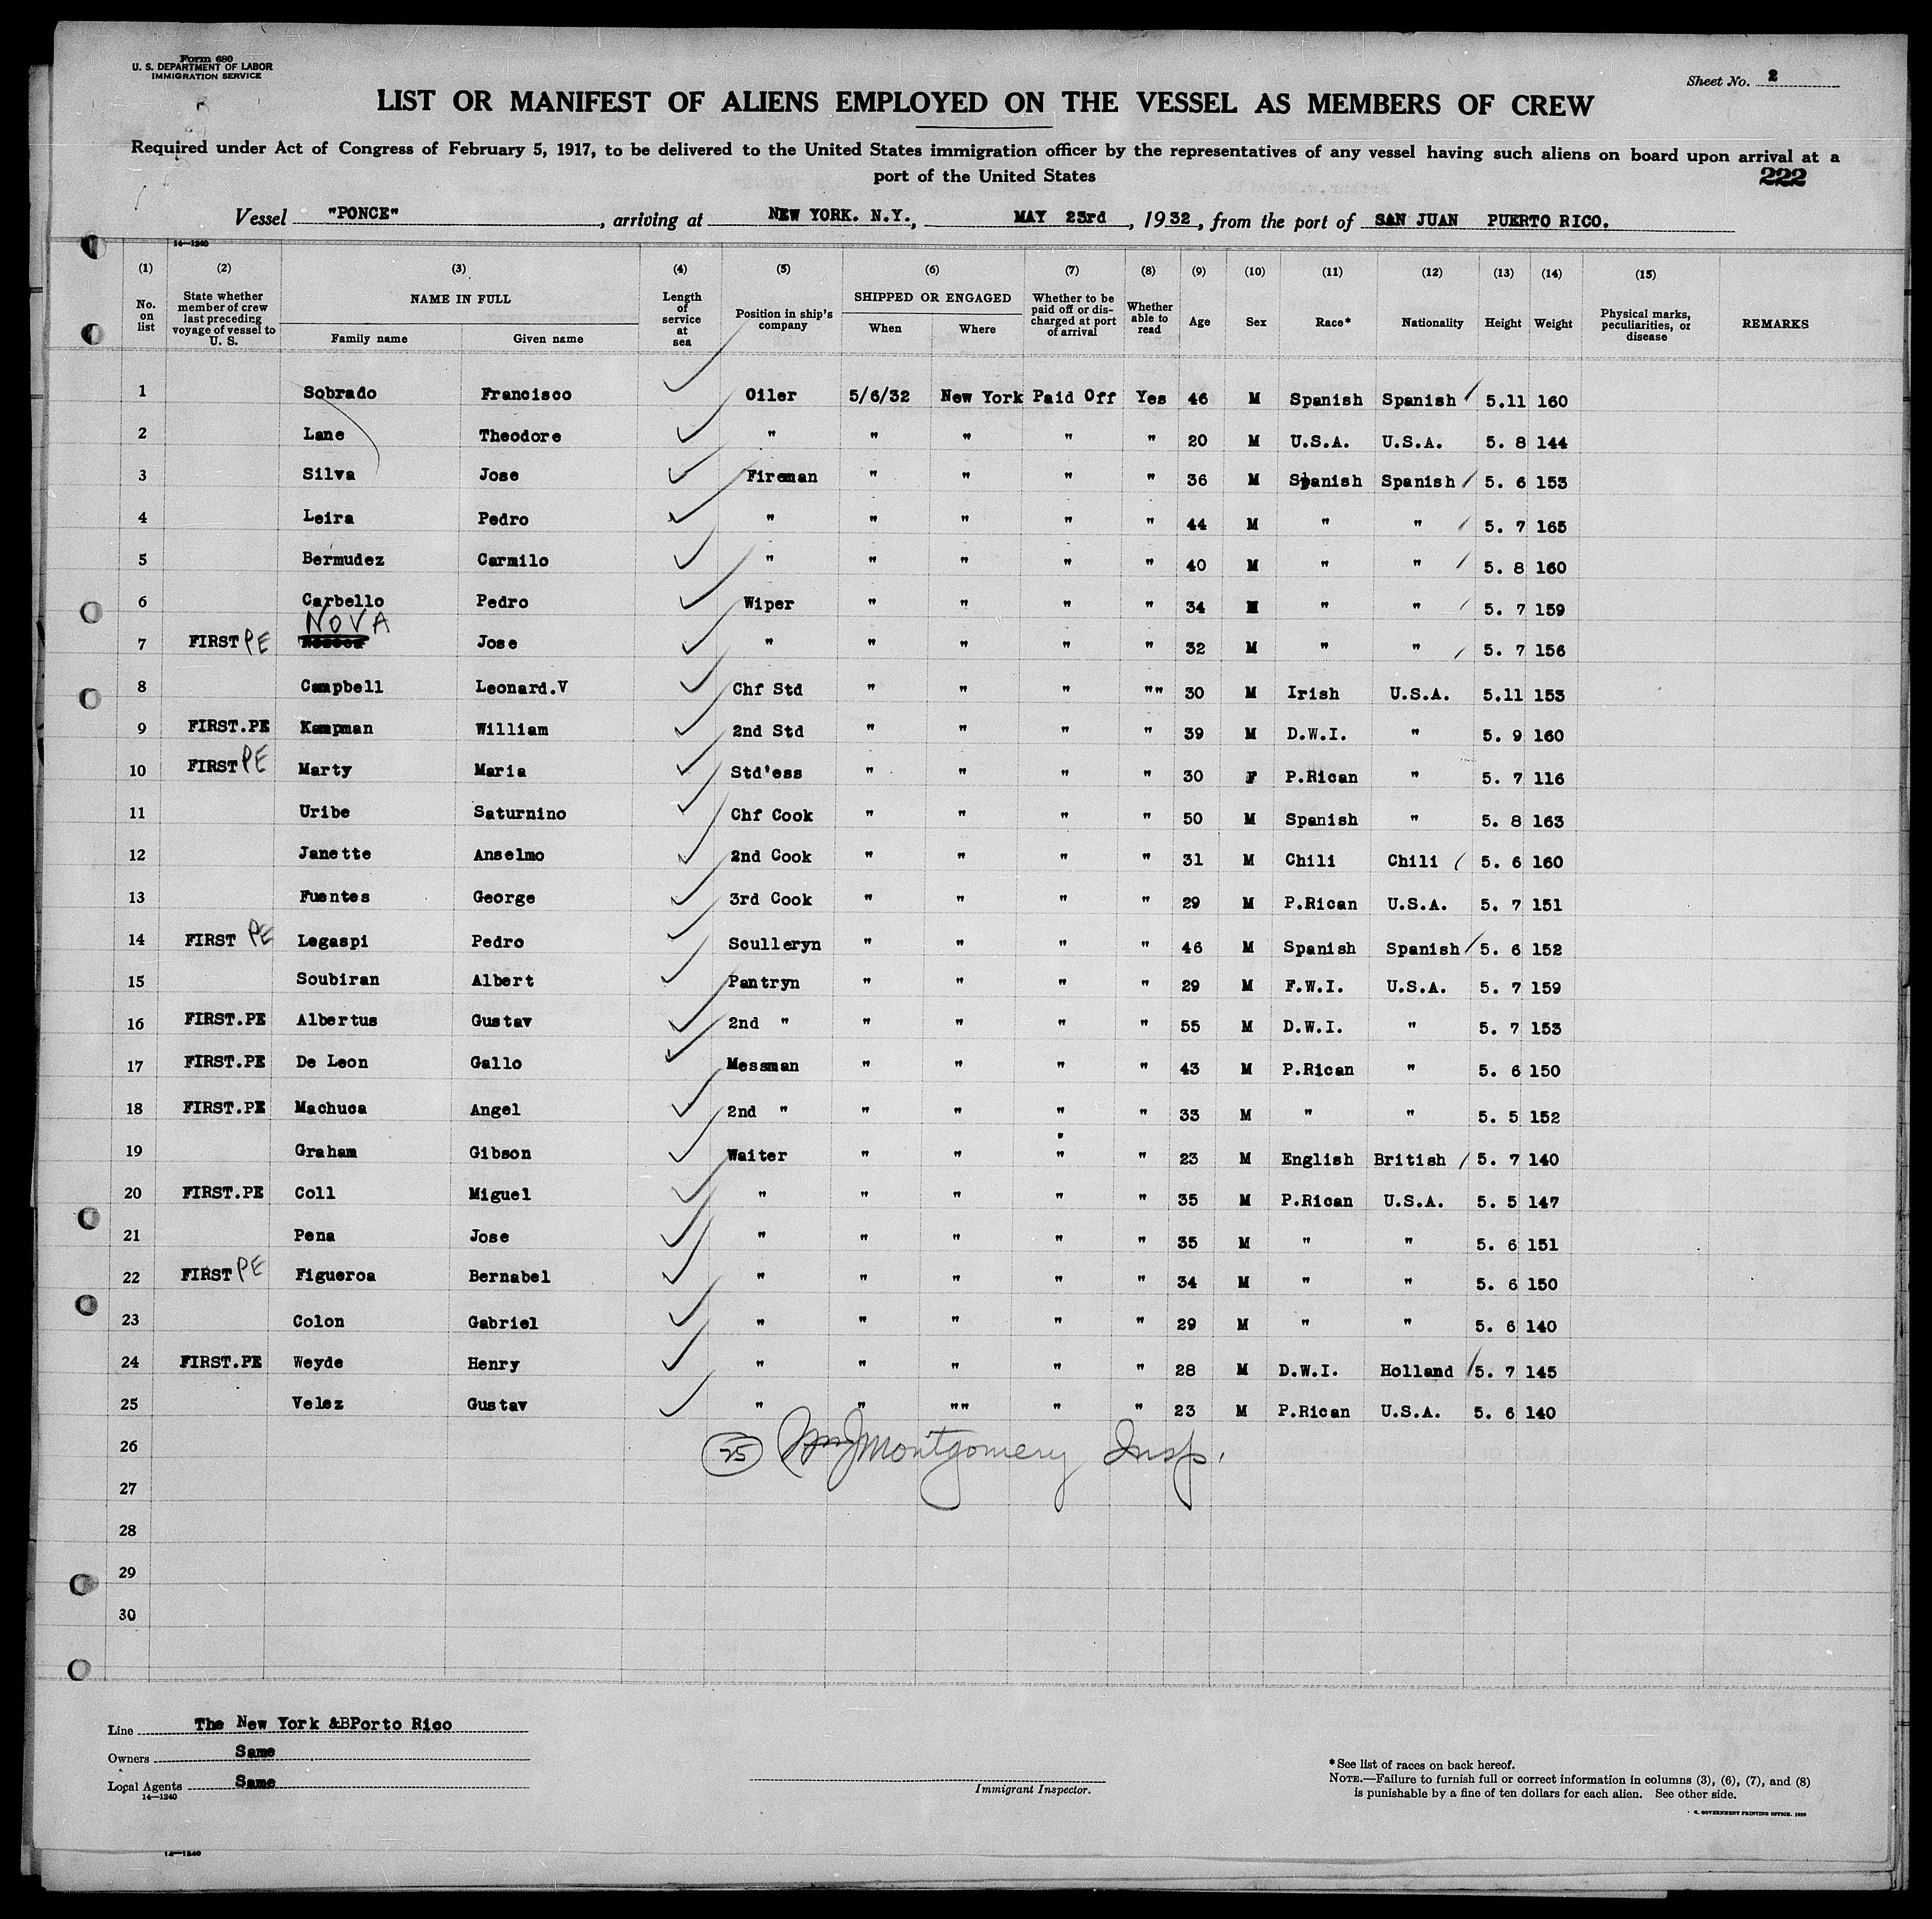 Form 680
U. S. DEPARTMENT OF LABOR
IMMIGRATION SERVICE
Sheet No. 2
LIST OR MANIFEST OF ALIENS EMPLOYED ON THE VESSEL AS MEMBERS OF CREW
Required under Act of Congress of February 5, 1917, to be delivered to the United States immigration officer by the representatives of any vessel having such aliens on board upon arrival at a
port of the United States
222
Vessel "PONCE", arriving at NEW YORK. N.Y., MAY 23rd, 1932, from the port of SAN JUAN PUERTO RICO.
14—1240
(1) (2) (3) (4) (5) (6) (7) (8) (9) (10) (11) (12) (13) (14) (15)
No. on list State whether member of crew last preceding voyage of vessel to U. S. NAME IN FULL Family name Given name Length of service at sea Position in ship's company SHIPPED OR ENGAGED When Where Whether to be paid off or discharged at port of arrival Whether able to read Age Sex Race* Nationality Height Weight Physical marks, peculiarities, or disease REMARKS
1 Sobrado Francisco Oiler 5/6/32 New York Paid Off Yes 46 M Spanish Spanish 5.11 160
2 Lane Theodore " " " " " 20 M U.S.A. U.S.A. 5. 8 144
3 Silva Jose Fireman " " " " 36 M Spanish Spanish 5. 6 153
4 Leira Pedro " " " " " 44 M " " 5. 7 165
5 Bermudez Carmilo " " " " " 40 M " " 5. 8 160
6 Carbello Pedro Wiper " " " " 34 M " " 5. 7 159
7 FIRST PE NOVA Jose " " " " " 32 M " " 5. 7 156
8 Campbell Leonard.V Chf Std " " " "" 30 M Irish U.S.A. 5.11 153
9 FIRST.PE Kampman William 2nd Std " " " " 39 M D.W.I. " 5. 9 160
10 FIRST PE Marty Maria Std'ess " " " " 30 F P.Rican " 5. 7 116
11 Uribe Saturnino Chf Cook " " " " 50 M Spanish " 5. 8 163
12 Janette Anselmo 2nd Cook " " " " 31 M Chili Chili 5. 6 160
13 Fuentes George 3rd Cook " " " " 29 M P.Rican U.S.A. 5. 7 151
14 FIRST PE Legaspi Pedro Sculleryn " " " " 46 M Spanish Spanish 5. 6 152
15 Soubiran Albert Pantryn " " " " 29 M F.W.I. U.S.A. 5. 7 159
16 FIRST.PE Albertus Gustav 2nd " " " " " 55 M D.W.I. " 5. 7 153
17 FIRST.PE De Leon Gallo Messman " " " " 43 M P.Rican " 5. 6 150
18 FIRST.PE Machuca Angel 2nd " " " " " 33 M " " 5. 5 152
19 Graham Gibson Waiter " " " " 23 M English British 5. 7 140
20 FIRST.PE Coll Miguel " " " " " 35 M P.Rican U.S.A. 5. 5 147
21 Pena Jose " " " " " 35 M " " 5. 6 151
22 FIRST PE Figueroa Bernabel " " " " " 34 M " " 5. 6 150
23 Colon Gabriel " " " " " 29 M " " 5. 6 140
24 FIRST.PE Weyde Henry " " " " " 28 M D.W.I. Holland 5. 7 145
25 Velez Gustav " " "" " " 23 M P.Rican U.S.A. 5. 6 140
26 25 Wm J Montgomery Insp.
27
28
29
30
Line The New York &BPorto Rico
Owners Same
Local Agents Same
14—1240
Immigrant Inspector.
*See list of races on back hereof.
NOTE.—Failure to furnish full or correct information in columns (3), (6), (7), and (8)
is punishable by a fine of ten dollars for each alien. See other side.
GOVERNMENT PRINTING OFFICE. 1929
14—1240